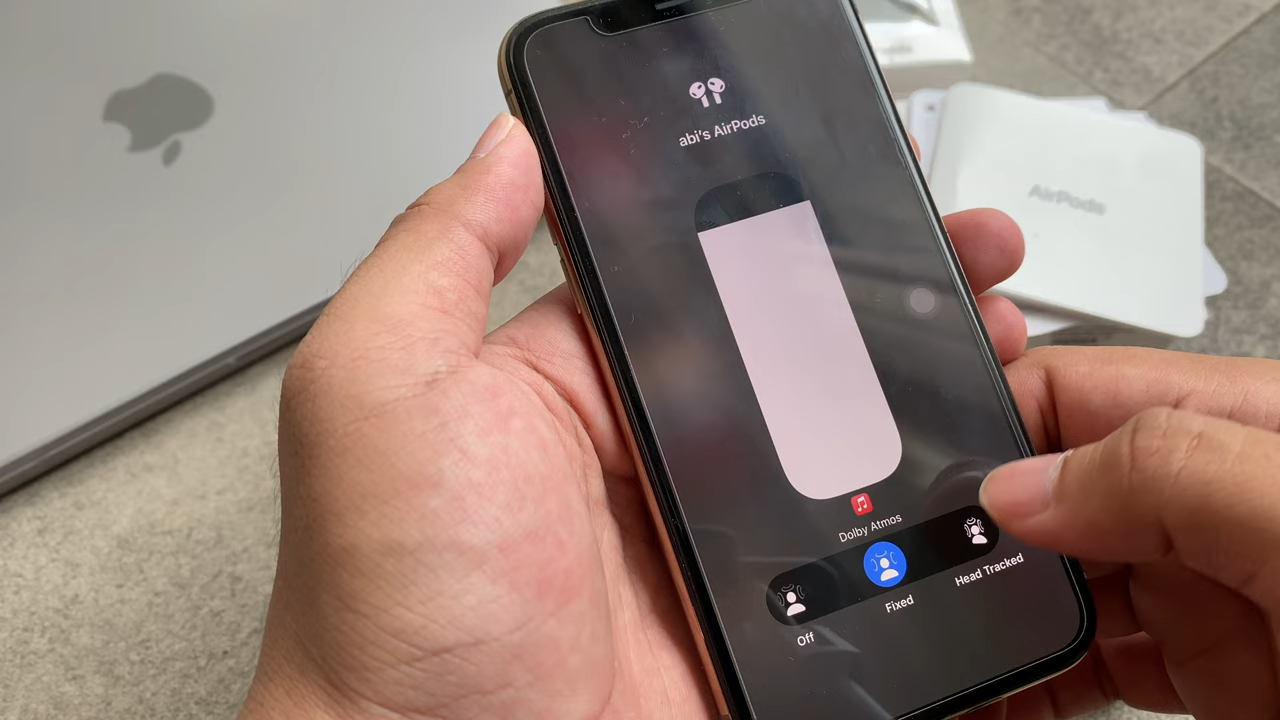 abi's AirPods
Dolby Atmos
Off
Fixed
Head Tracked
AirPods